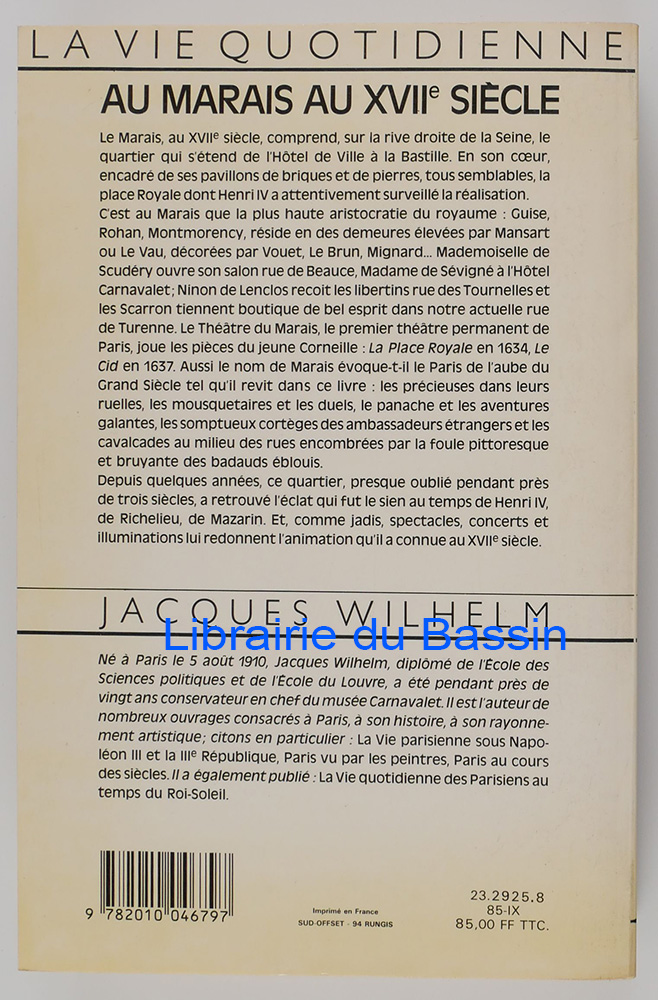 LA VIE QUOTIDIENNE
AU MARAIS AU XVIIe SIÈCLE
Le Marais, au XVIIe siècle, comprend, sur la rive droite de la Seine, le
quartier qui s'étend de l'Hôtel de Ville à la Bastille. En son cœur,
encadré de ses pavillons de briques et de pierres, tous semblables, la
place Royale dont Henri IV a attentivement surveillé la réalisation.
C'est au Marais que la plus haute aristocratie du royaume : Guise,
Rohan, Montmorency, réside en des demeures élevées par Mansart
ou Le Vau, décorées par Vouet, Le Brun, Mignard... Mademoiselle de
Scudéry ouvre son salon rue de Beauce, Madame de Sévigné à l'Hôtel
Carnavalet ; Ninon de Lenclos recoit les libertins rue des Tournelles et
les Scarron tiennent boutique de bel esprit dans notre actuelle rue
de Turenne. Le Théâtre du Marais, le premier théâtre permanent de
Paris, joue les pièces du jeune Corneille : La Place Royale en 1634, Le
Cid en 1637. Aussi le nom de Marais évoque-t-il le Paris de l'aube du
Grand Siècle tel qu'il revit dans ce livre : les précieuses dans leurs
ruelles, les mousquetaires et les duels, le panache et les aventures
galantes, les somptueux cortèges des ambassadeurs étrangers et les
cavalcades au milieu des rues encombrées par la foule pittoresque
et bruyante des badauds éblouis.
Depuis quelques années, ce quartier, presque oublié pendant près
de trois siècles, a retrouvé l'éclat qui fut le sien au temps de Henri IV,
de Richelieu, de Mazarin. Et, comme jadis, spectacles, concerts et
illuminations lui redonnent l'animation qu'il a connue au XVIIe siècle.
JACQUES WILHELM
Librairie du Bassin
Né à Paris le 5 août 1910, Jacques Wilhelm, diplômé de l'École des
Sciences politiques et de l'École du Louvre, a été pendant près de
vingt ans conservateur en chef du musée Carnavalet. Il est l'auteur de
nombreux ouvrages consacrés à Paris, à son histoire, à son rayonne-
ment artistique ; citons en particulier : La Vie parisienne sous Napo-
léon III et la IIIe République, Paris vu par les peintres, Paris au cours
des siècles. Il a également publié : La Vie quotidienne des Parisiens au
temps du Roi-Soleil.
9 782010 046797
Imprimé en France
SUD-OFFSET - 94 RUNGIS
23.2925.8
85-IX
85,00 FF TTC.